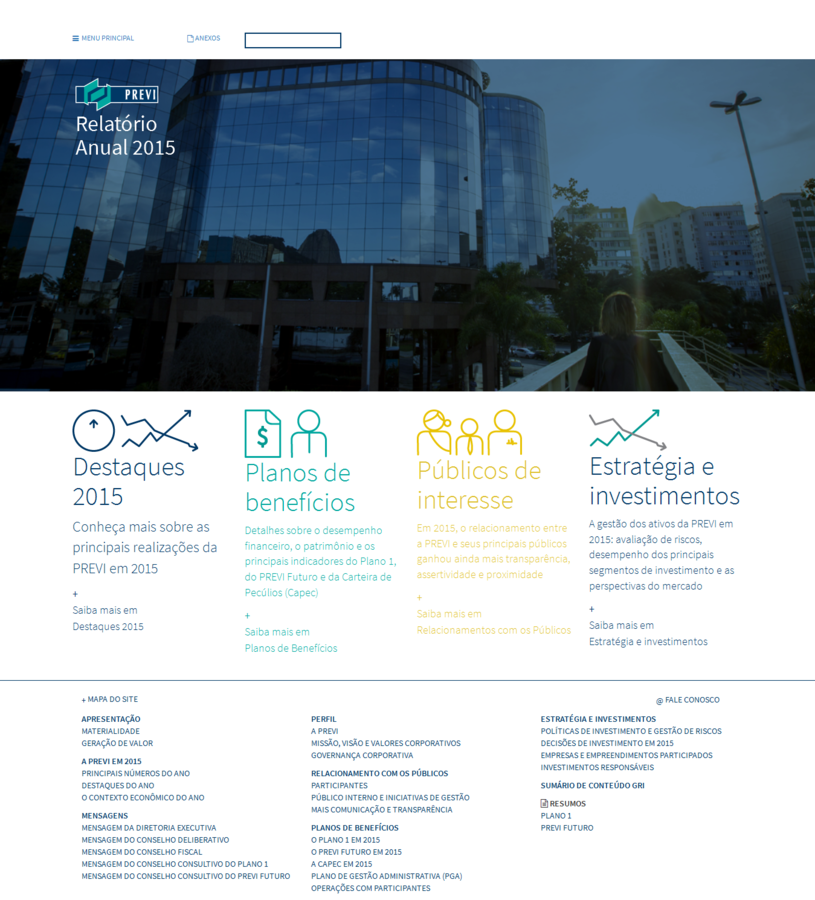 MENU PRINCIPAL
ANEXOS
PREVI
Relatório
Anual 2015
$
Destaques
2015
Conheça mais sobre as
principais realizações da
PREVI em 2015
+
Saiba mais em
Destaques 2015
Planos de
benefícios
Detalhes sobre o desempenho
financeiro, o patrimônio e os
principais indicadores do Plano 1,
do PREVI Futuro e da Carteira de
Pecúlios (Capec)
+
Saiba mais em
Planos de Benefícios
Públicos de
interesse
Em 2015, o relacionamento entre
a PREVI e seus principais públicos
ganhou ainda mais transparência,
assertividade e proximidade
+
Saiba mais em
Relacionamentos com os Públicos
Estratégia e
investimentos
A gestão dos ativos da PREVI em
2015: avaliação de riscos,
desempenho dos principais
segmentos de investimento e as
perspectivas do mercado
+
Saiba mais em
Estratégia e investimentos
+ MAPA DO SITE
@ FALE CONOSCO
APRESENTAÇÃO
MATERIALIDADE
GERAÇÃO DE VALOR
A PREVI EM 2015
PRINCIPAIS NÚMEROS DO ANO
DESTAQUES DO ANO
O CONTEXTO ECONÔMICO DO ANO
MENSAGENS
MENSAGEM DA DIRETORIA EXECUTIVA
MENSAGEM DO CONSELHO DELIBERATIVO
MENSAGEM DO CONSELHO FISCAL
MENSAGEM DO CONSELHO CONSULTIVO DO PLANO 1
MENSAGEM DO CONSELHO CONSULTIVO DO PREVI FUTURO
PERFIL
A PREVI
MISSÃO, VISÃO E VALORES CORPORATIVOS
GOVERNANÇA CORPORATIVA
RELACIONAMENTO COM OS PÚBLICOS
PARTICIPANTES
PÚBLICO INTERNO E INICIATIVAS DE GESTÃO
MAIS COMUNICAÇÃO E TRANSPARÊNCIA
PLANOS DE BENEFÍCIOS
O PLANO 1 EM 2015
O PREVI FUTURO EM 2015
A CAPEC EM 2015
PLANO DE GESTÃO ADMINISTRATIVA (PGA)
OPERAÇÕES COM PARTICIPANTES
ESTRATÉGIA E INVESTIMENTOS
POLÍTICAS DE INVESTIMENTO E GESTÃO DE RISCOS
DECISÕES DE INVESTIMENTO EM 2015
EMPRESAS E EMPREENDIMENTOS PARTICIPADOS
INVESTIMENTOS RESPONSÁVEIS
SUMÁRIO DE CONTEÚDO GRI
RESUMOS
PLANO 1
PREVI FUTURO